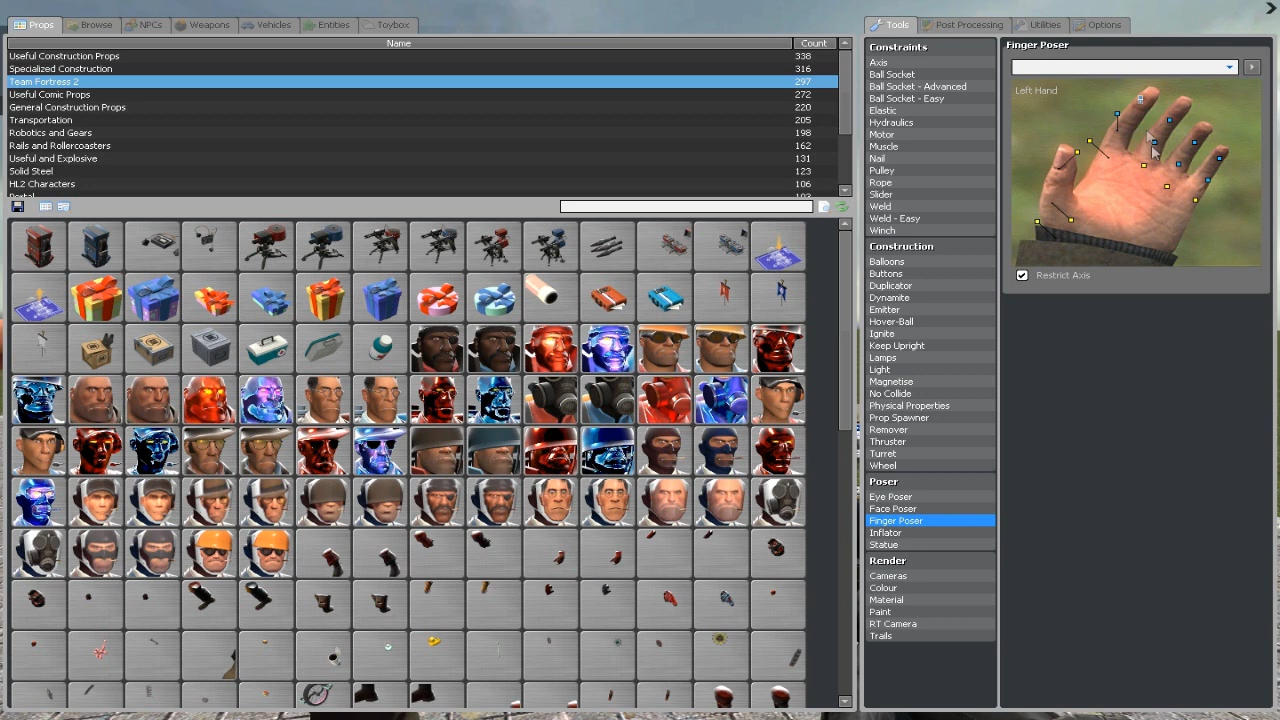 Props Browse NPCs Weapons Vehicles Entities Toybox
Name Count
Useful Construction Props 338
Specialized Construction 316
Team Fortress 2 297
Useful Comic Props 272
General Construction Props 220
Transportation 205
Robotics and Gears 198
Rails and Rollercoasters 162
Useful and Explosive 131
Solid Steel 123
HL2 Characters 106
Tools Post Processing Utilities Options
Constraints
Axis
Ball Socket
Ball Socket - Advanced
Ball Socket - Easy
Elastic
Hydraulics
Motor
Muscle
Nail
Pulley
Rope
Slider
Weld
Weld - Easy
Winch
Construction
Balloons
Buttons
Duplicator
Dynamite
Emitter
Hover-Ball
Ignite
Keep Upright
Lamps
Light
Magnetise
No Collide
Physical Properties
Prop Spawner
Remover
Thruster
Turret
Wheel
Poser
Eye Poser
Face Poser
Finger Poser
Inflator
Statue
Render
Cameras
Colour
Material
Paint
RT Camera
Trails
Finger Poser
Left Hand
Restrict Axis